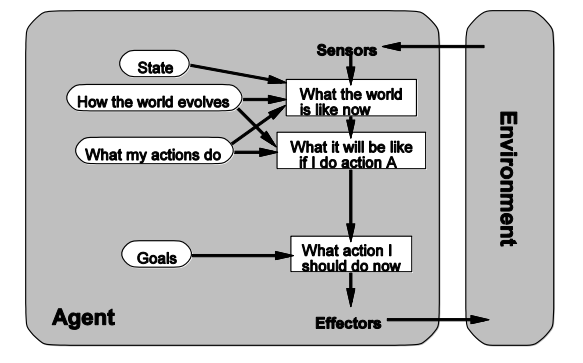 Sensors
State
What the world
is like now
How the world evolves
What my actions do
What it will be like
if I do action A
Goals
What action I
should do now
Agent
Effectors
Environment